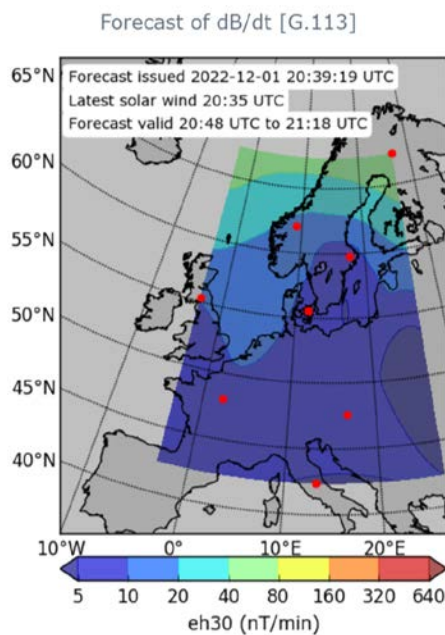 Forecast of dB/dt [G.113]
65°N
Forecast issued 2022-12-01 20:39:19 UTC
Latest solar wind 20:35 UTC
Forecast valid 20:48 UTC to 21:18 UTC
60°N
55°N
50°N
45°N
40°N
10°W 0° 10°E 20°E
5 10 20 40 80 160 320 640
eh30 (nT/min)